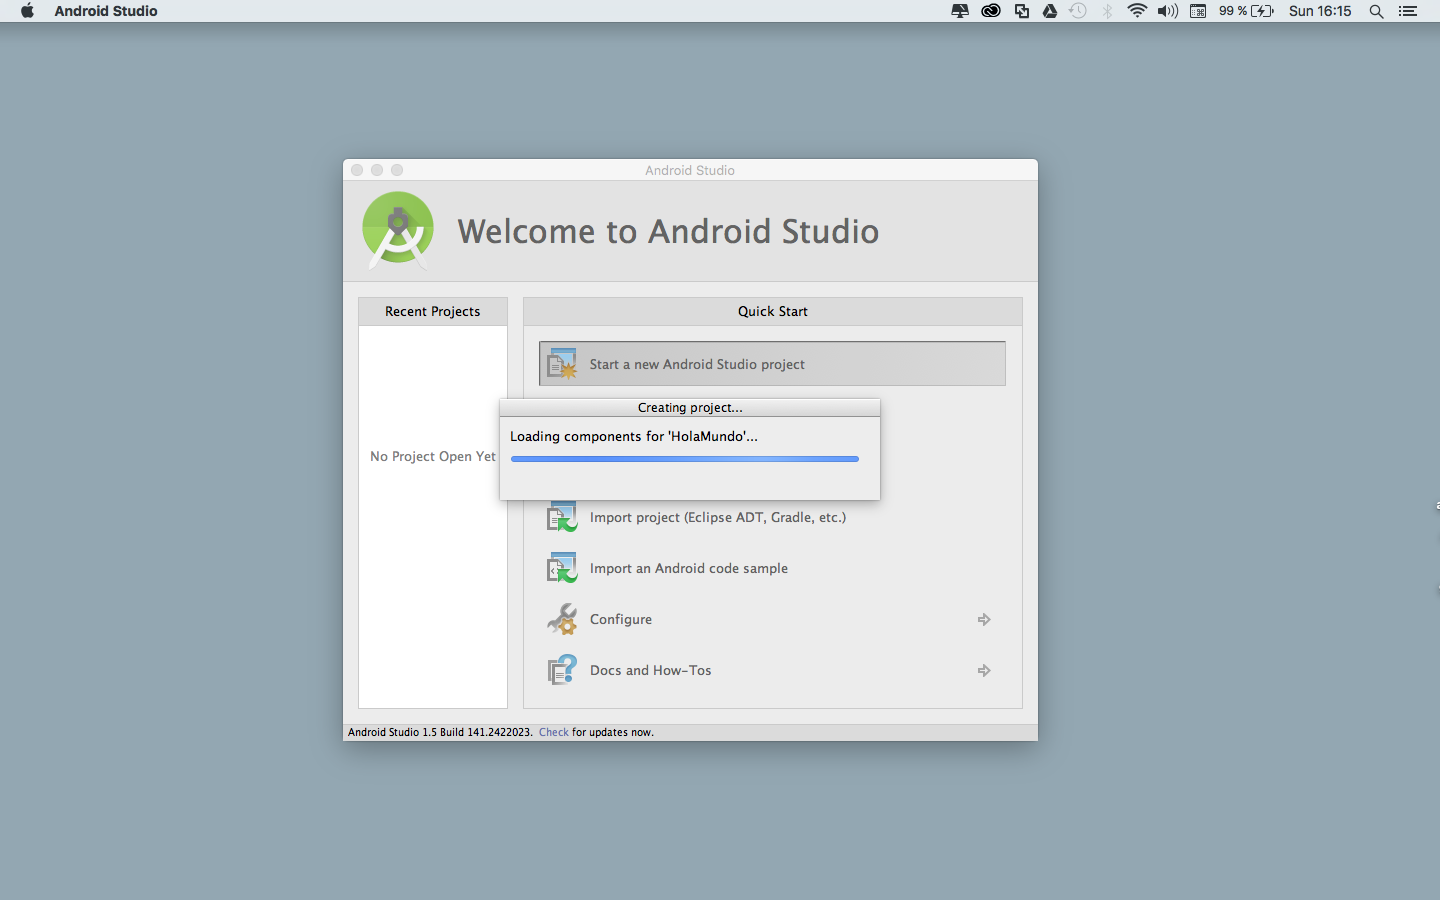 Android Studio
99 %
Sun 16:15
Android Studio
Welcome to Android Studio
Recent Projects
Quick Start
Start a new Android Studio project
Creating project...
Loading components for 'HolaMundo'...
No Project Open Yet
Import project (Eclipse ADT, Gradle, etc.)
Import an Android code sample
Configure
Docs and How-Tos
Android Studio 1.5 Build 141.2422023. Check for updates now.